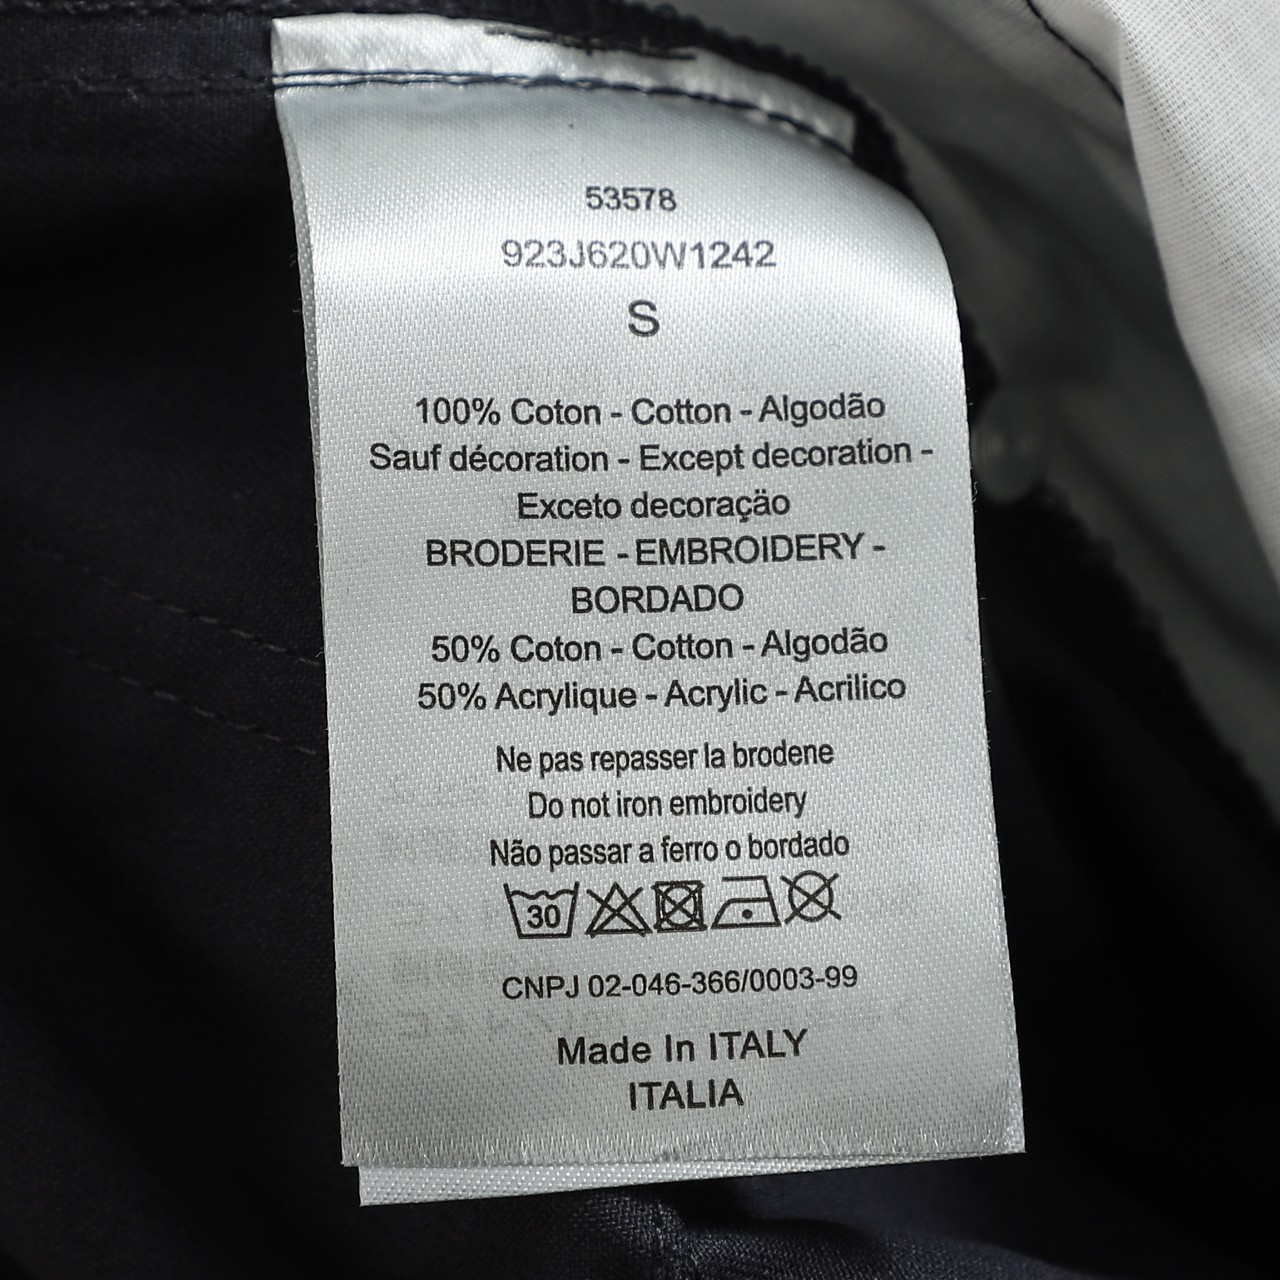 53578
923J620W1242
S
100% Coton - Cotton - Algodão
Sauf décoration - Except decoration -
Exceto decoraçäo
BRODERIE - EMBROIDERY -
BORDADO
50% Coton - Cotton - Algodão
50% Acrylique - Acrylic - Acrilico
Ne pas repasser la brodene
Do not iron embroidery
Não passar a ferro o bordado
30
CNPJ 02-046-366/0003-99
Made In ITALY
ITALIA